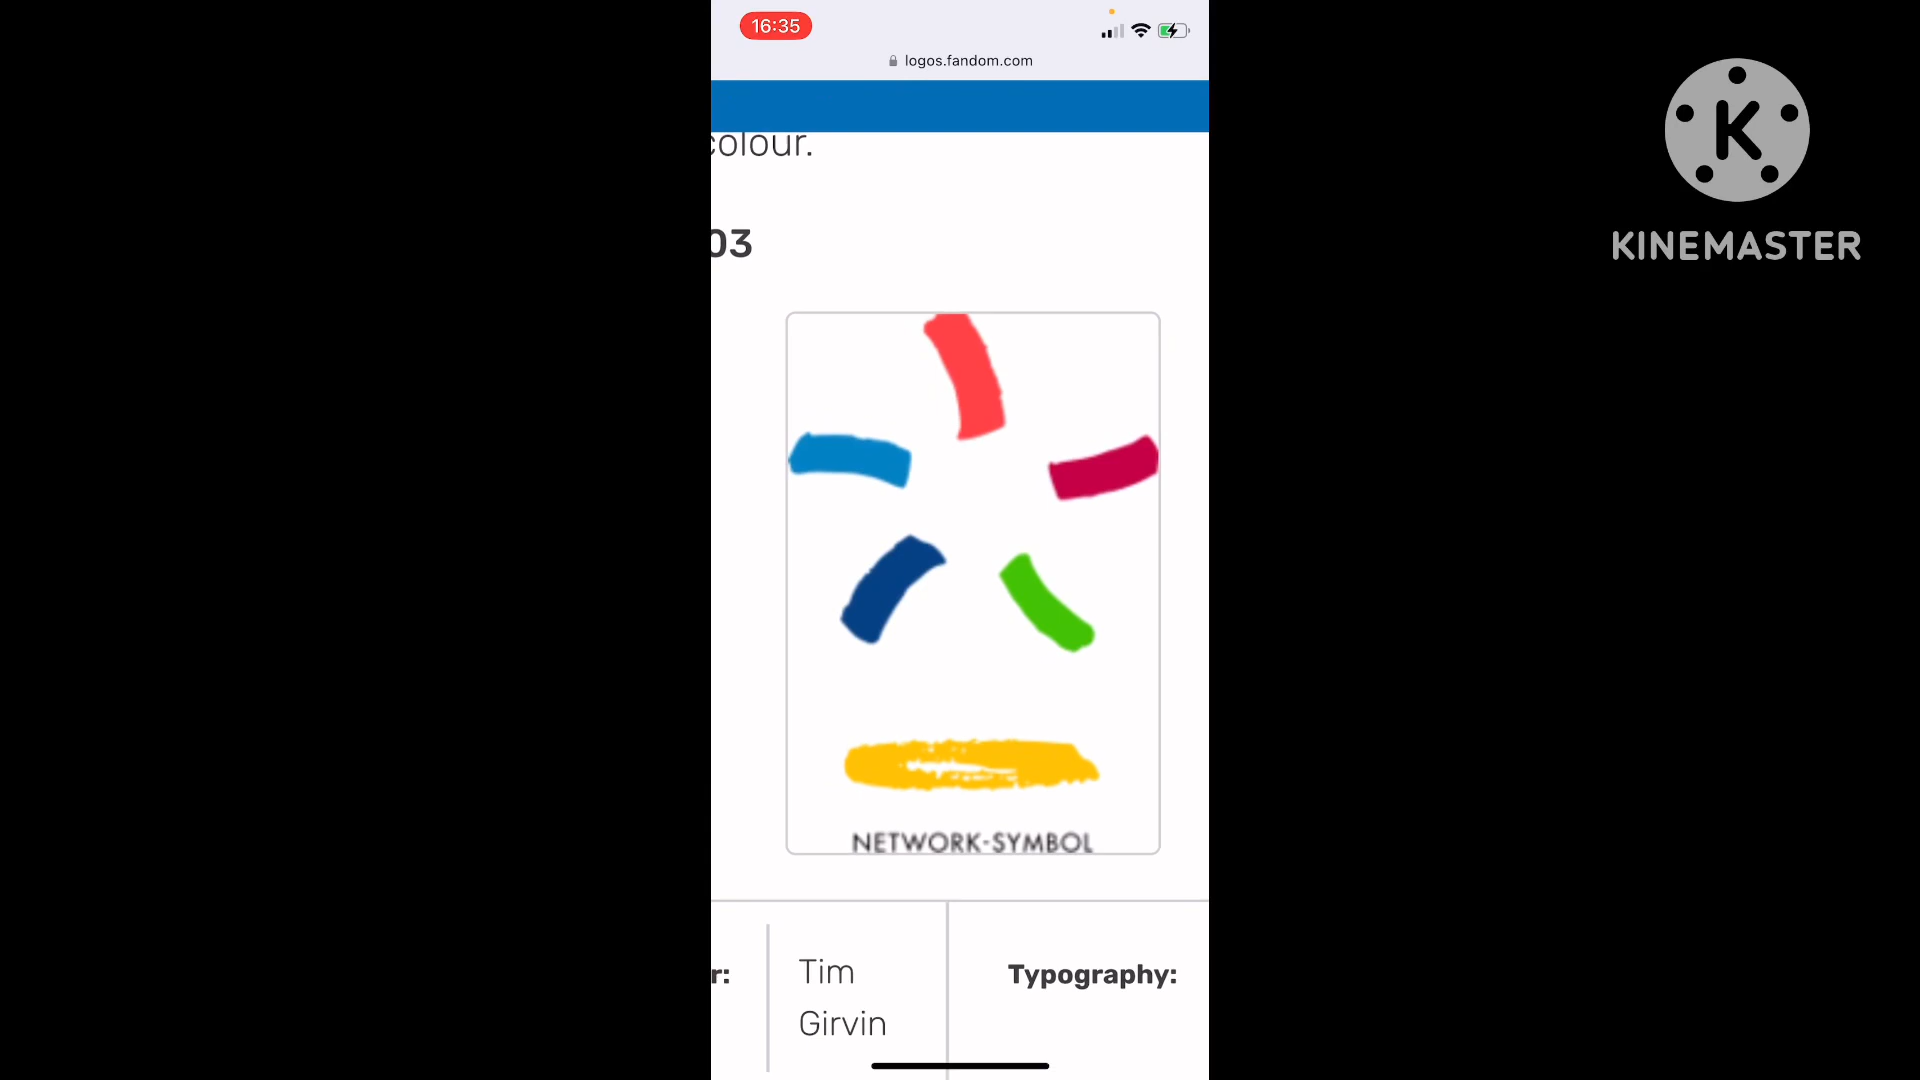 16:35
logos.fandom.com
colour.
03
K
KINEMASTER
NETWORK-SYMBOL
r:
Tim
Girvin
Typography: